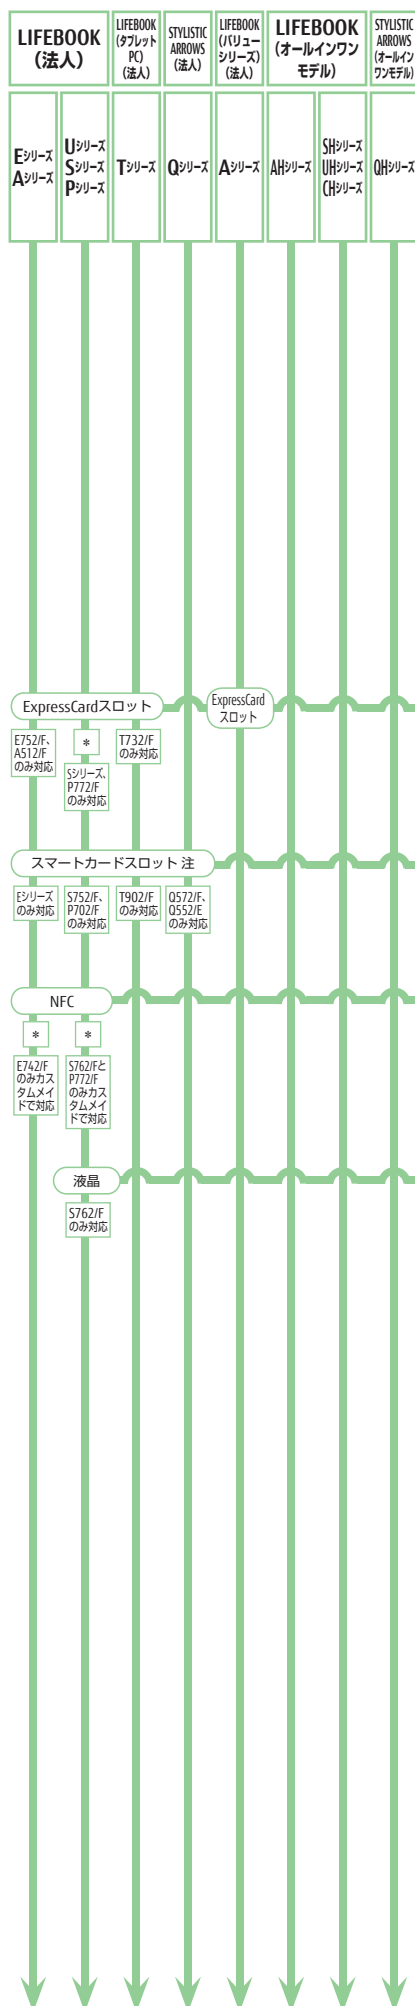 LIFEBOOK
（法人）
LIFEBOOK
（タブレット
PC）
（法人）
STYLISTIC
ARROWS
（法人）
LIFEBOOK
（バリュー
シリーズ）
（法人）
LIFEBOOK
（オールインワン
モデル）
STYLISTIC
ARROWS
（オールイン
ワンモデル）
Eシリーズ
Aシリーズ
Uシリーズ
Sシリーズ
Pシリーズ
Tシリーズ
Qシリーズ
Aシリーズ
AHシリーズ
SHシリーズ
UHシリーズ
CHシリーズ
QHシリーズ
ExpressCardスロット
ExpressCard
スロット
E752/F、
A512/F
のみ対応
*
Sシリーズ、
P772/F
のみ対応
T732/F
のみ対応
スマートカードスロット 注
Eシリーズ
のみ対応
S752/F、
P702/F
のみ対応
T902/F
のみ対応
Q572/F、
Q552/E
のみ対応
NFC
*
E742/F
のみカス
タムメイ
ドで対応
*
S762/Fと
P772/F
のみカス
タムメイ
ドで対応
液晶
S762/F
のみ対応